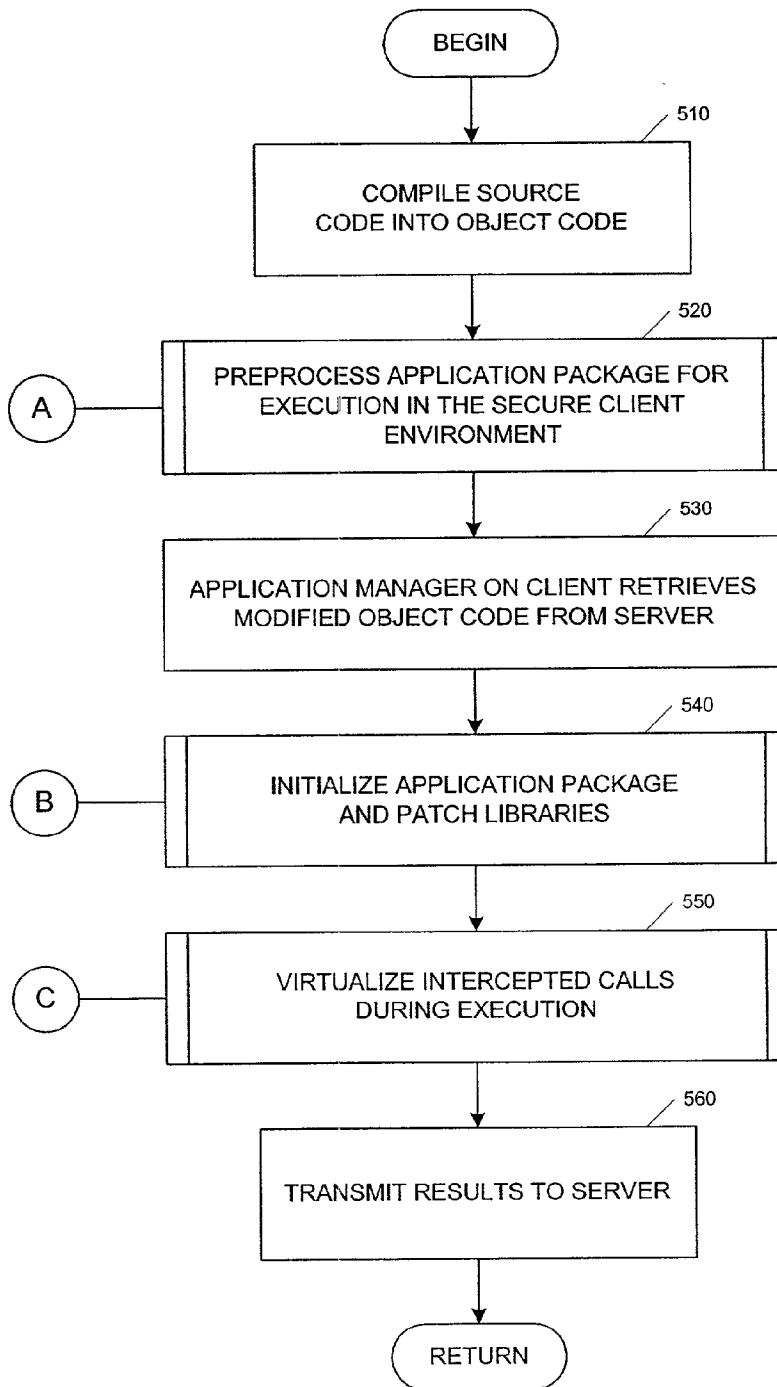 BEGIN
510
COMPILE SOURCE
CODE INTO OBJECT CODE
520
A
PREPROCESS APPLICATION PACKAGE FOR
EXECUTION IN THE SECURE CLIENT
ENVIRONMENT
530
APPLICATION MANAGER ON CLIENT RETRIEVES
MODIFIED OBJECT CODE FROM SERVER
540
B
INITIALIZE APPLICATION PACKAGE
AND PATCH LIBRARIES
550
C
VIRTUALIZE INTERCEPTED CALLS
DURING EXECUTION
560
TRANSMIT RESULTS TO SERVER
RETURN